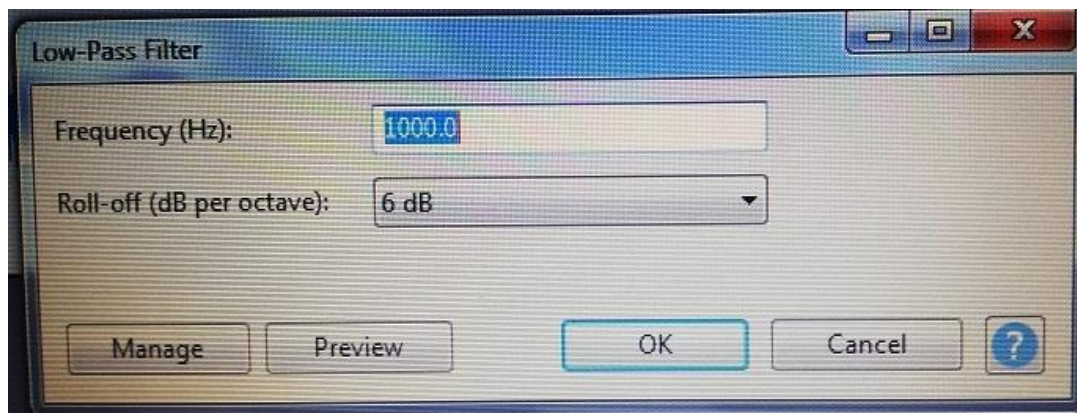 Low-Pass Filter
Frequency (Hz): 1000.0
Roll-off (dB per octave): 6 dB
Manage Preview OK Cancel ?